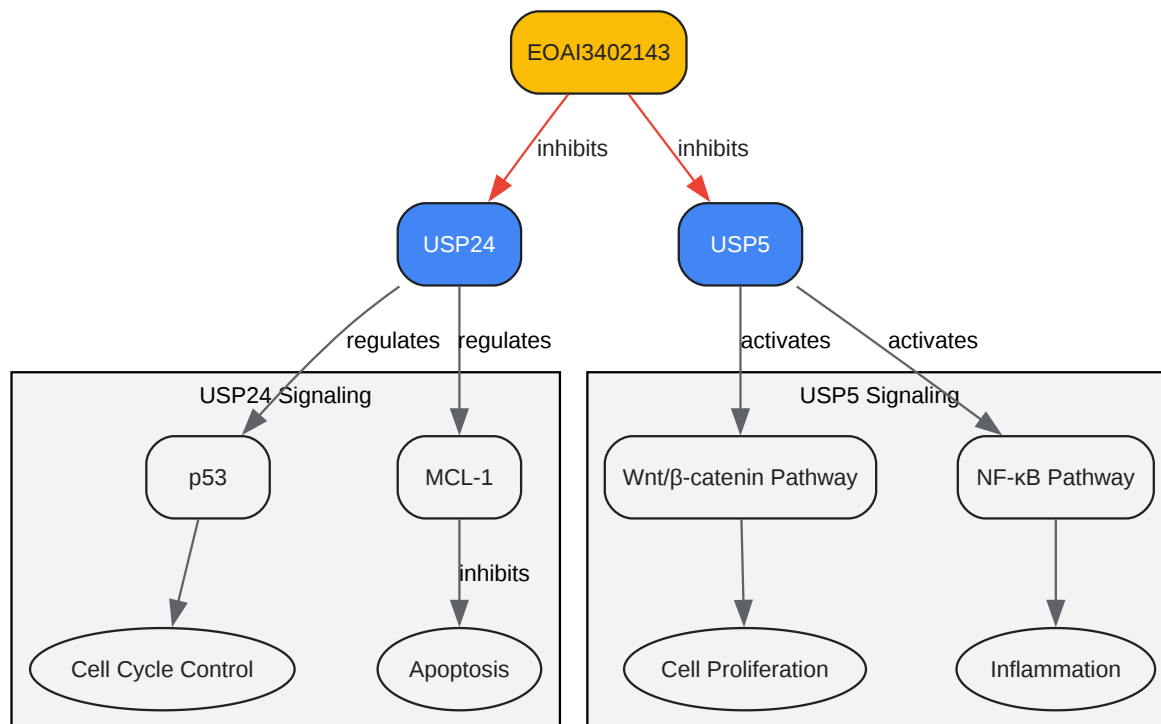 EOAI3402143
inhibits
inhibits
USP24
USP5
regulates
regulates
activates
activates
USP24 Signaling
USP5 Signaling
p53
MCL-1
Wnt/β-catenin Pathway
NF-κB Pathway
inhibits
Cell Cycle Control
Apoptosis
Cell Proliferation
Inflammation